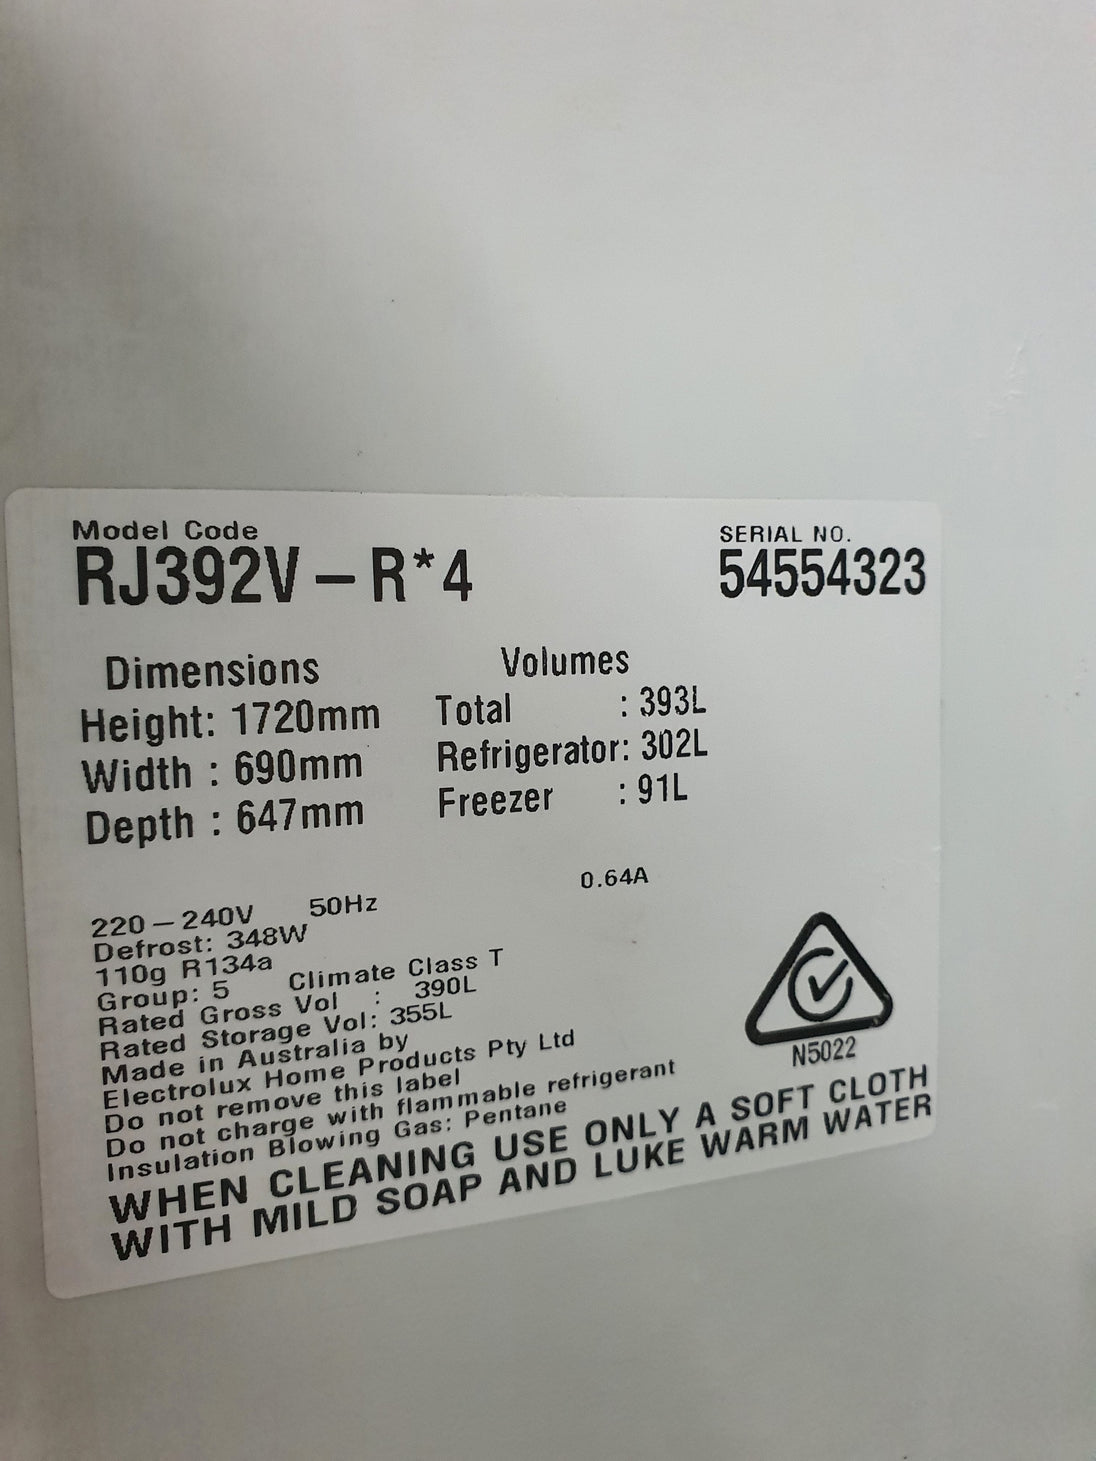 Model Code
RJ392V – R*4
SERIAL NO.
54554323
Dimensions
Height: 1720mm
Width : 690mm
Depth : 647mm
Volumes
Total : 393L
Refrigerator: 302L
Freezer : 91L
220 – 240V 50Hz 0.64A
Defrost: 348W
110g R134a
Group: 5 Climate Class T
Rated Gross Vol : 390L
Rated Storage Vol: 355L
Made in Australia by
Electrolux Home Products Pty Ltd
Do not remove this label
Do not charge with flammable refrigerant
Insulation Blowing Gas: Pentane
N5022
WHEN CLEANING USE ONLY A SOFT CLOTH
WITH MILD SOAP AND LUKE WARM WATER